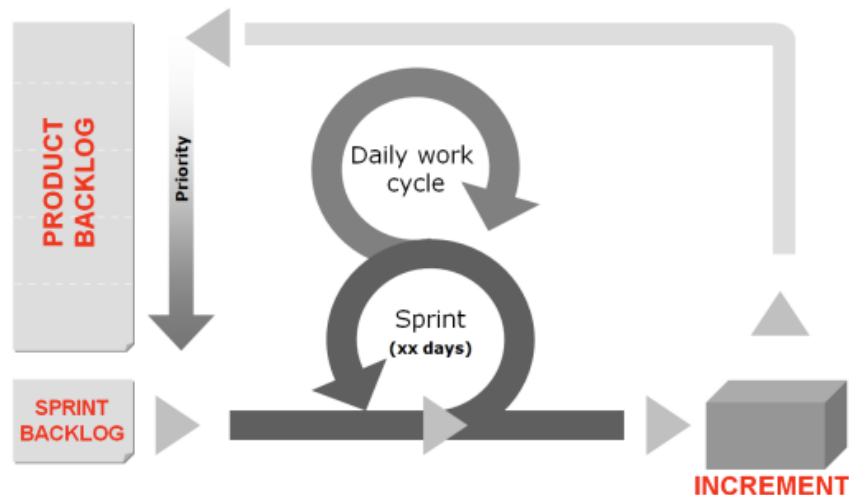 PRODUCT
BACKLOG
Priority
Daily work
cycle
Sprint
(xx days)
SPRINT
BACKLOG
INCREMENT